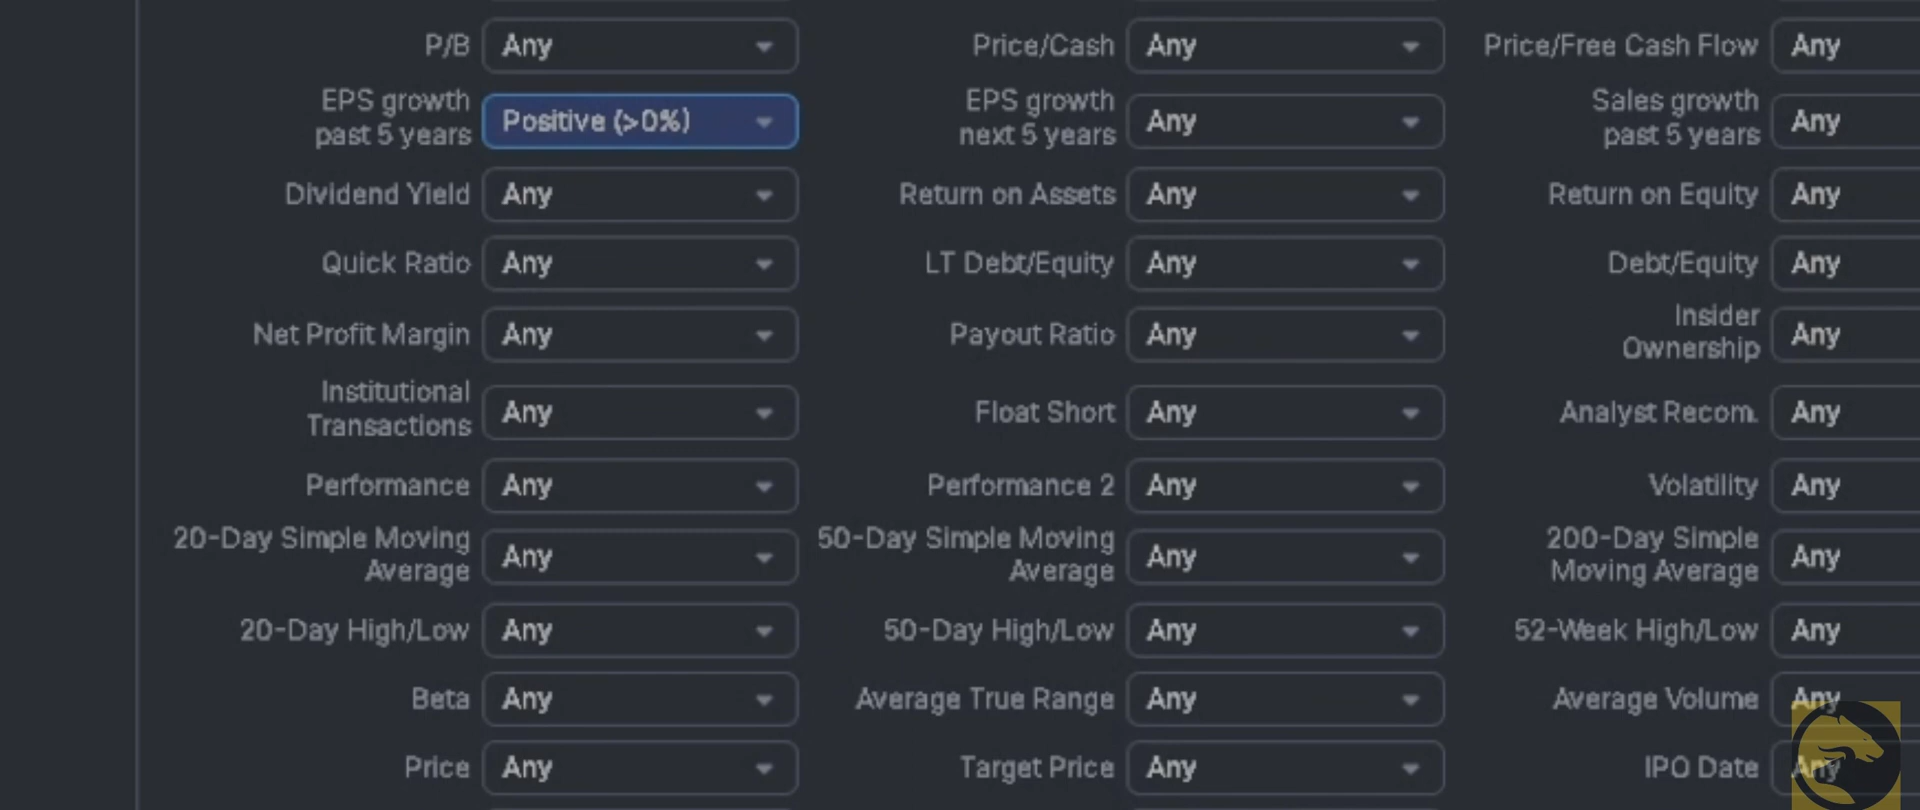 P/B Any Price/Cash Any Price/Free Cash Flow Any
EPS growth past 5 years Positive (>0%) EPS growth next 5 years Any Sales growth past 5 years Any
Dividend Yield Any Return on Assets Any Return on Equity Any
Quick Ratio Any LT Debt/Equity Any Debt/Equity Any
Net Profit Margin Any Payout Ratio Any Insider Ownership Any
Institutional Transactions Any Float Short Any Analyst Recom. Any
Performance Any Performance 2 Any Volatility Any
20-Day Simple Moving Average Any 50-Day Simple Moving Average Any 200-Day Simple Moving Average Any
20-Day High/Low Any 50-Day High/Low Any 52-Week High/Low Any
Beta Any Average True Range Any Average Volume Any
Price Any Target Price Any IPO Date Any